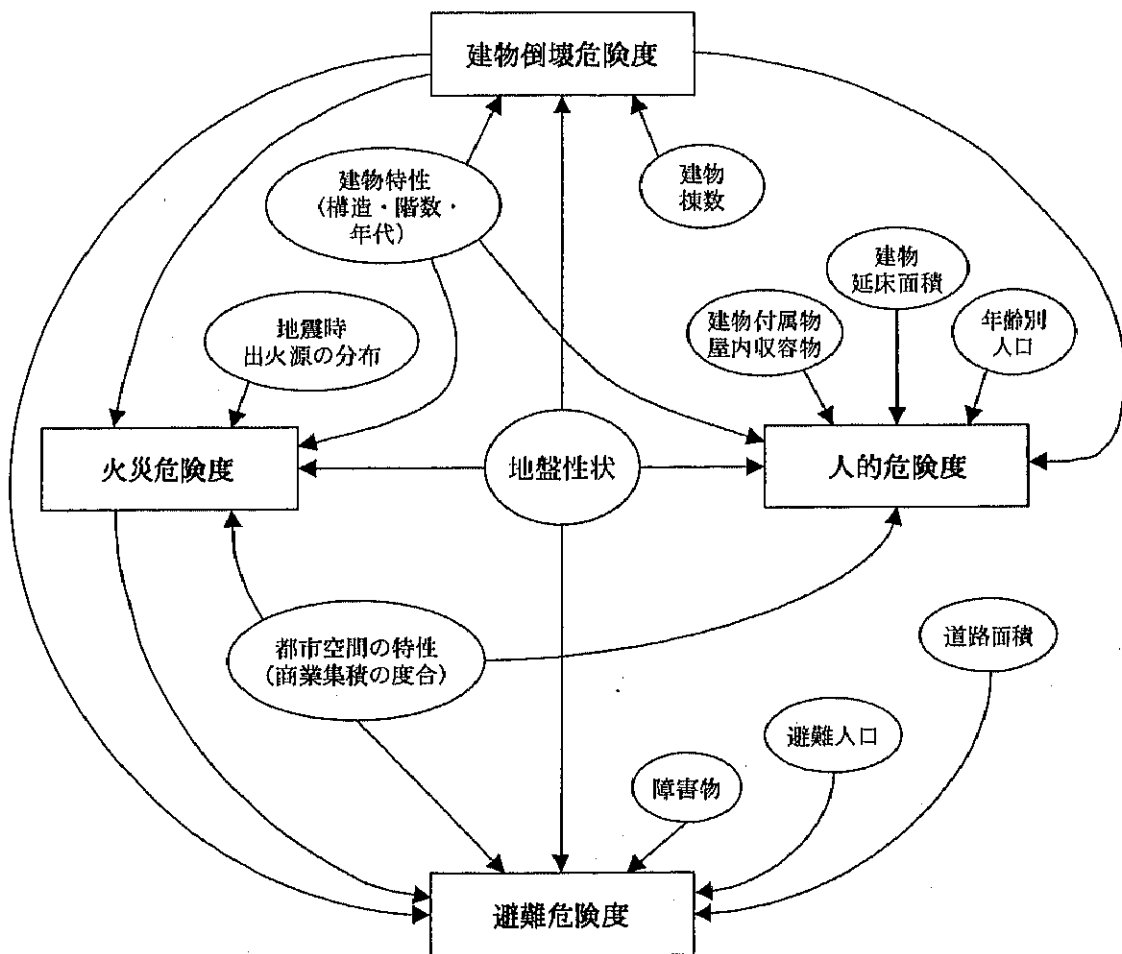 建物倒壊危険度
建物特性
(構造・階数・
年代)
建物
棟数
建物
延床面積
地震時
出火源の分布
建物付属物
屋内収容物
年齢別
人口
火災危険度
地盤性状
人的危険度
都市空間の特性
(商業集積の度合)
道路面積
避難人口
障害物
避難危険度